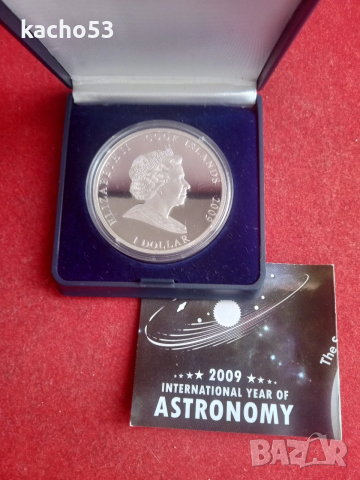 kacho53
ELIZABETH II COOK ISLANDS 2009
1 DOLLAR
The S
2009
INTERNATIONAL YEAR OF
ASTRONOMY
BAZAR